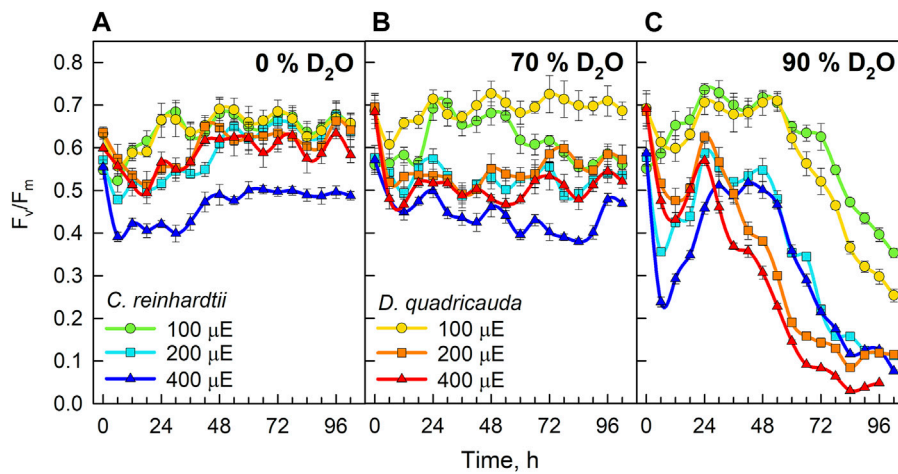 A B C
0 % D₂O 70 % D₂O 90 % D₂O
0.8
0.7
0.6
0.5
0.4
0.3
0.2
0.1
0.0
Fᵥ/Fₘ
C. reinhardtii
100 µE
200 µE
400 µE
D. quadricauda
100 µE
200 µE
400 µE
0 24 48 72 96 0 24 48 72 96 0 24 48 72 96
Time, h